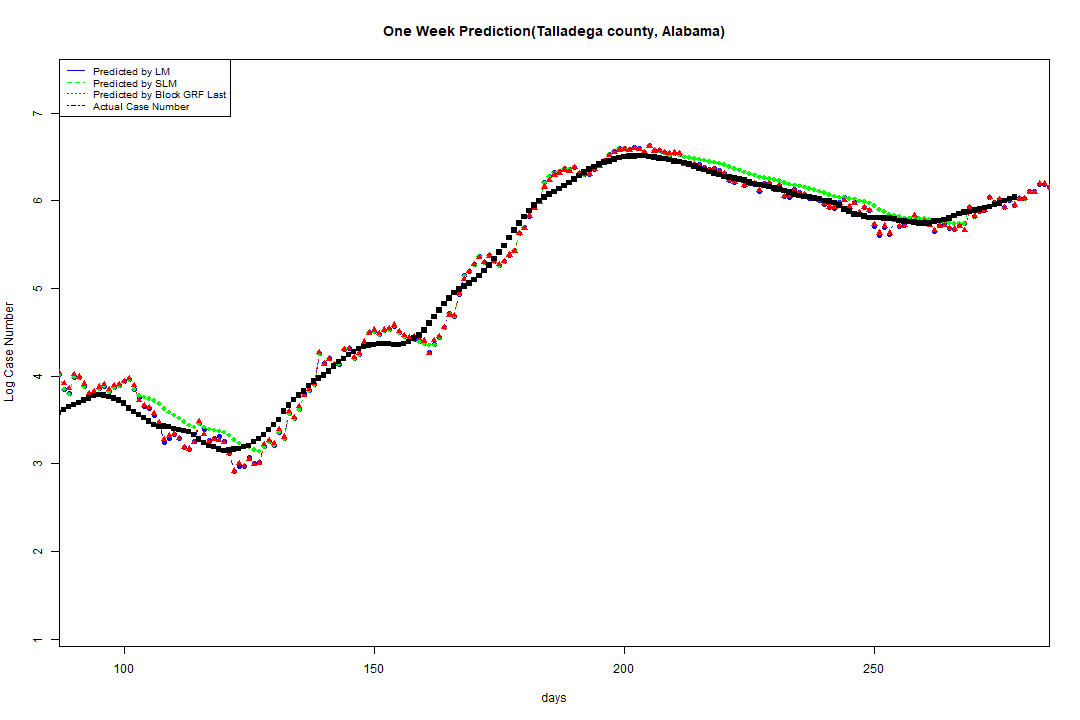 One Week Prediction(Talladega county, Alabama)
Predicted by LM
Predicted by SLM
Predicted by Block GRF Last
Actual Case Number
7
6
5
4
3
2
1
Log Case Number
100 150 200 250
days